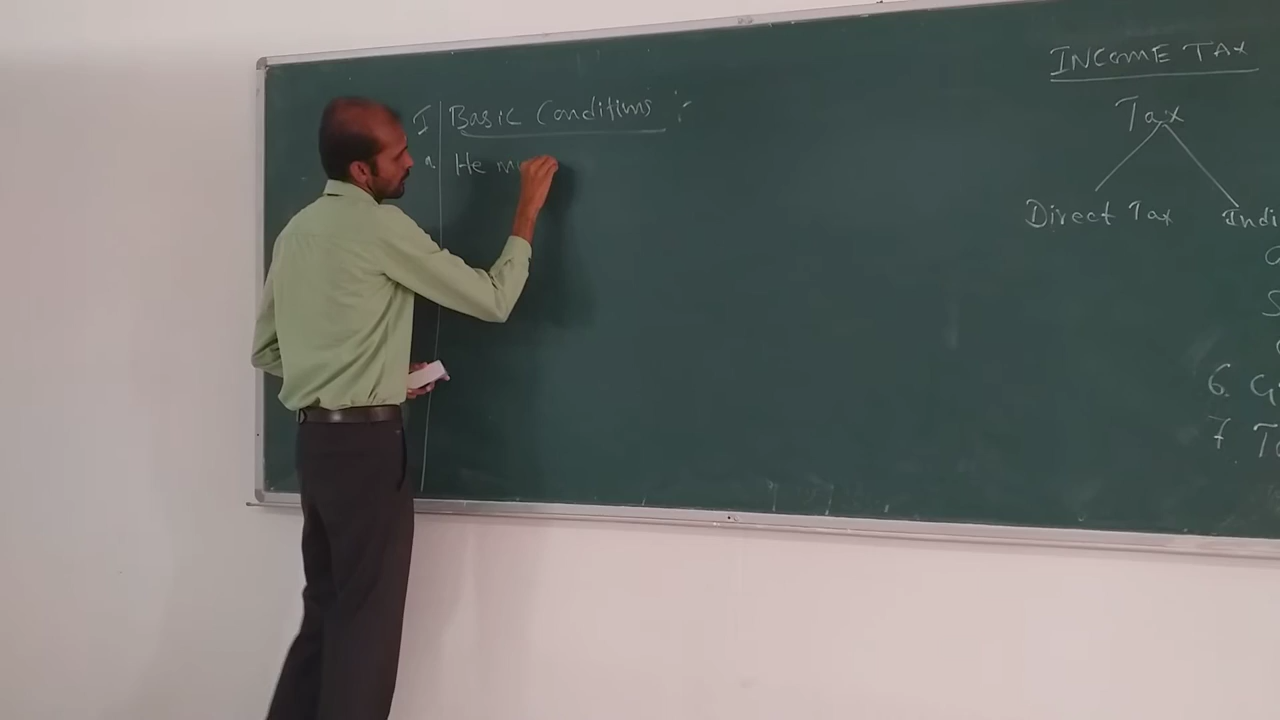 I Basic Conditions :-
a He
INCOME TAX
Tax
Direct Tax
6.
7